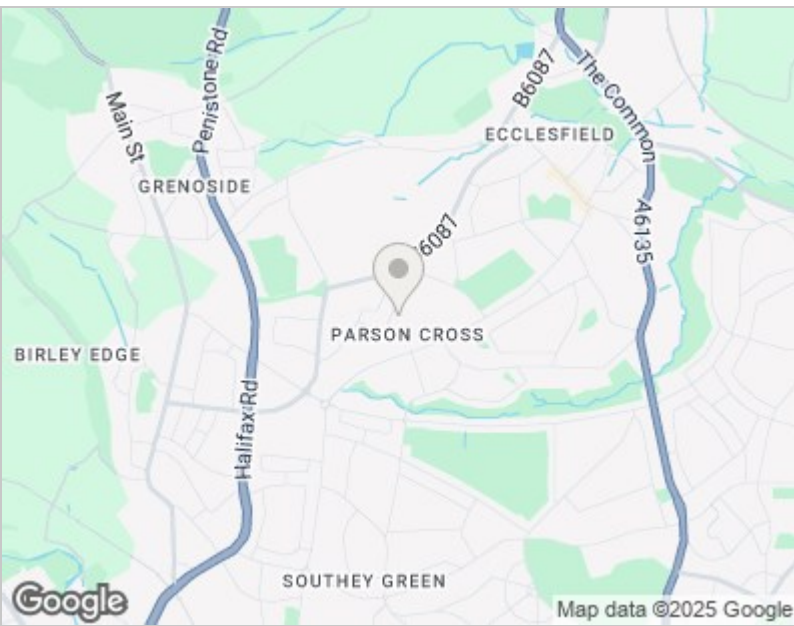 Penistone Rd
Main St
B6087
The Common
ECCLESFIELD
GRENOSIDE
6087
A6135
PARSON CROSS
BIRLEY EDGE
Halifax Rd
SOUTHEY GREEN
Google
Map data ©2025 Google